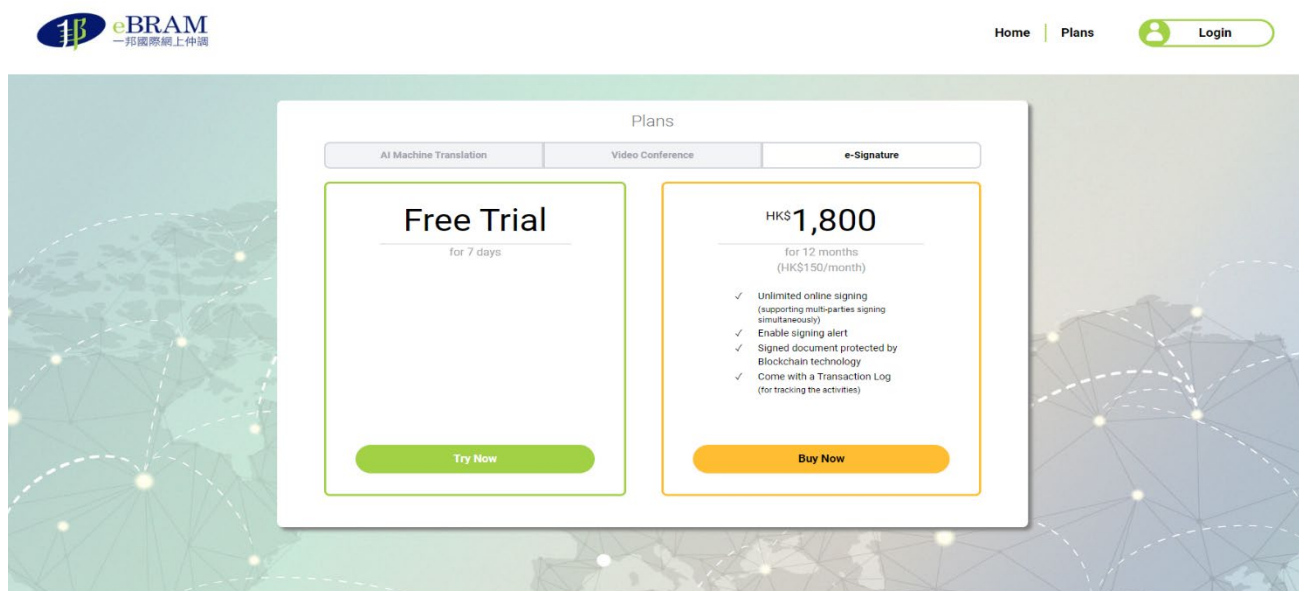 邦 eBRAM
一邦國際網上仲調
Home Plans Login
Plans
AI Machine Translation Video Conference e-Signature
Free Trial
for 7 days
Try Now
HK$1,800
for 12 months
(HK$150/month)
✓ Unlimited online signing
(supporting multi-parties signing
simultaneously)
✓ Enable signing alert
✓ Signed document protected by
Blockchain technology
✓ Come with a Transaction Log
(for tracking the activities)
Buy Now